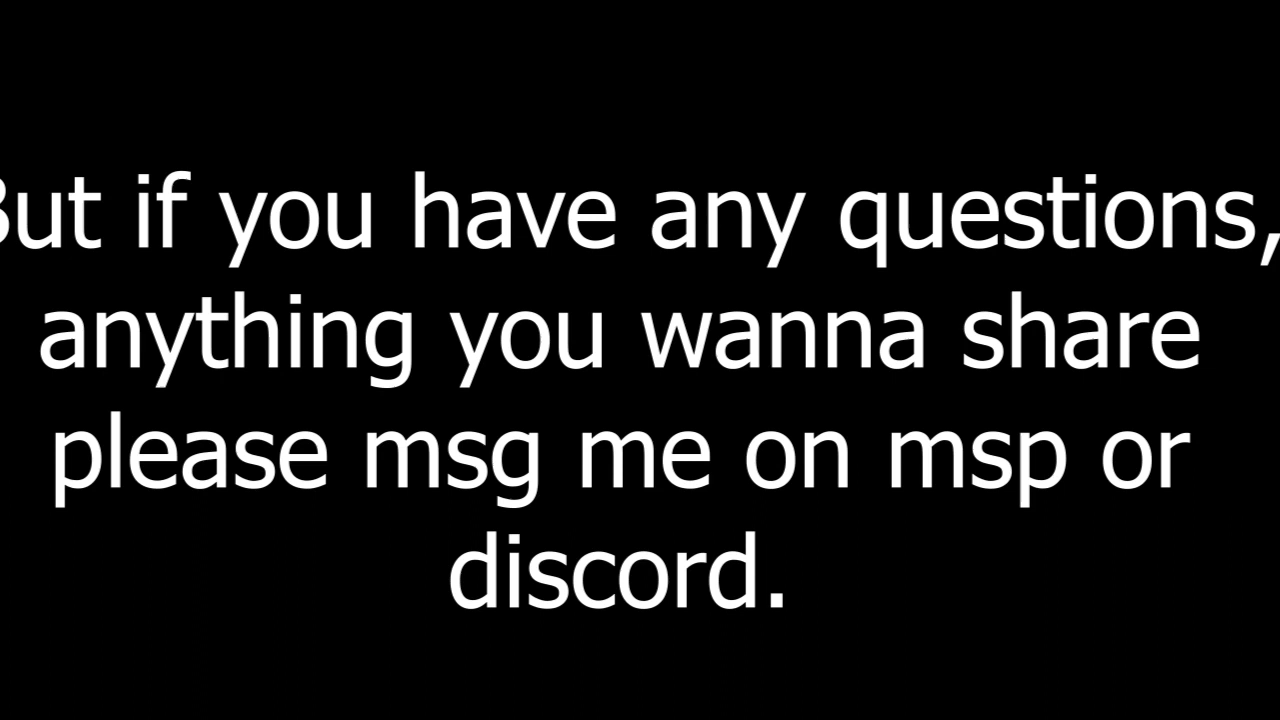 But if you have any questions,
anything you wanna share
please msg me on msp or
discord.